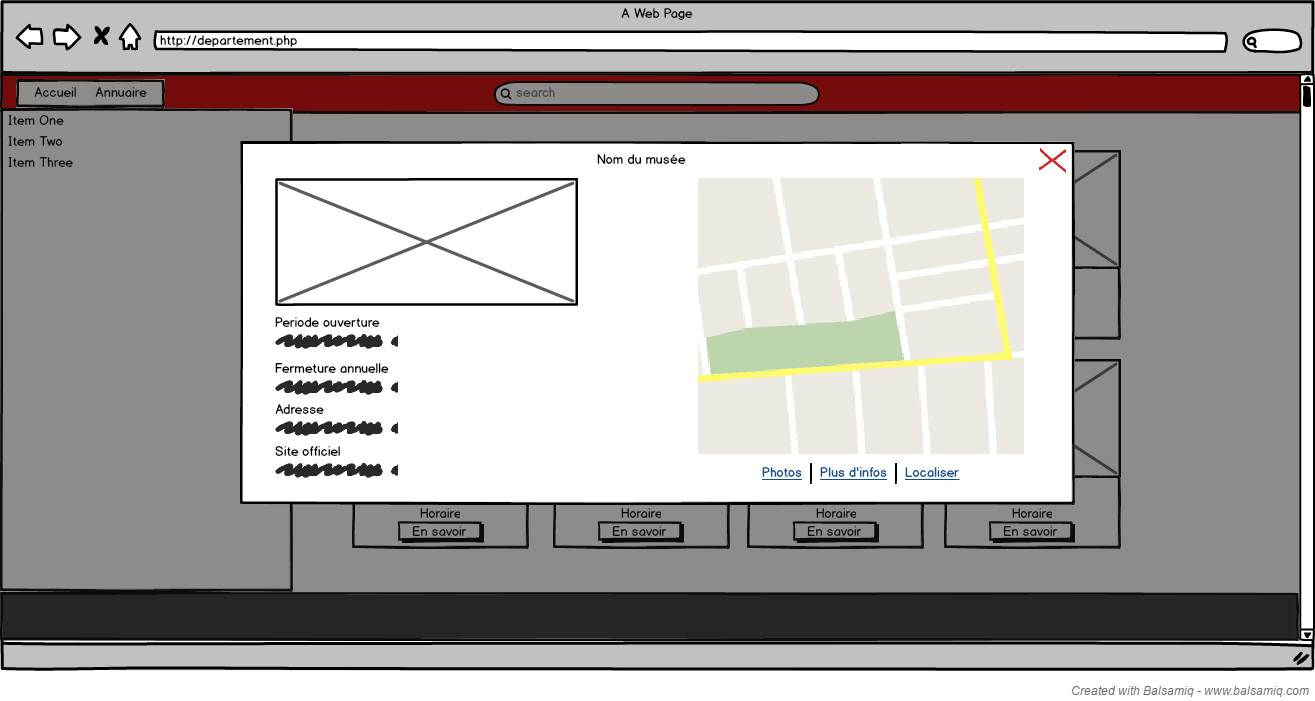 A Web Page
http://departement.php
Accueil Annuaire
search
Item One
Item Two
Item Three
Nom du musée
Periode ouverture
Fermeture annuelle
Adresse
Site officiel
Photos Plus d'infos Localiser
Horaire Horaire Horaire Horaire
En savoir En savoir En savoir En savoir
Created with Balsamiq - www.balsamiq.com